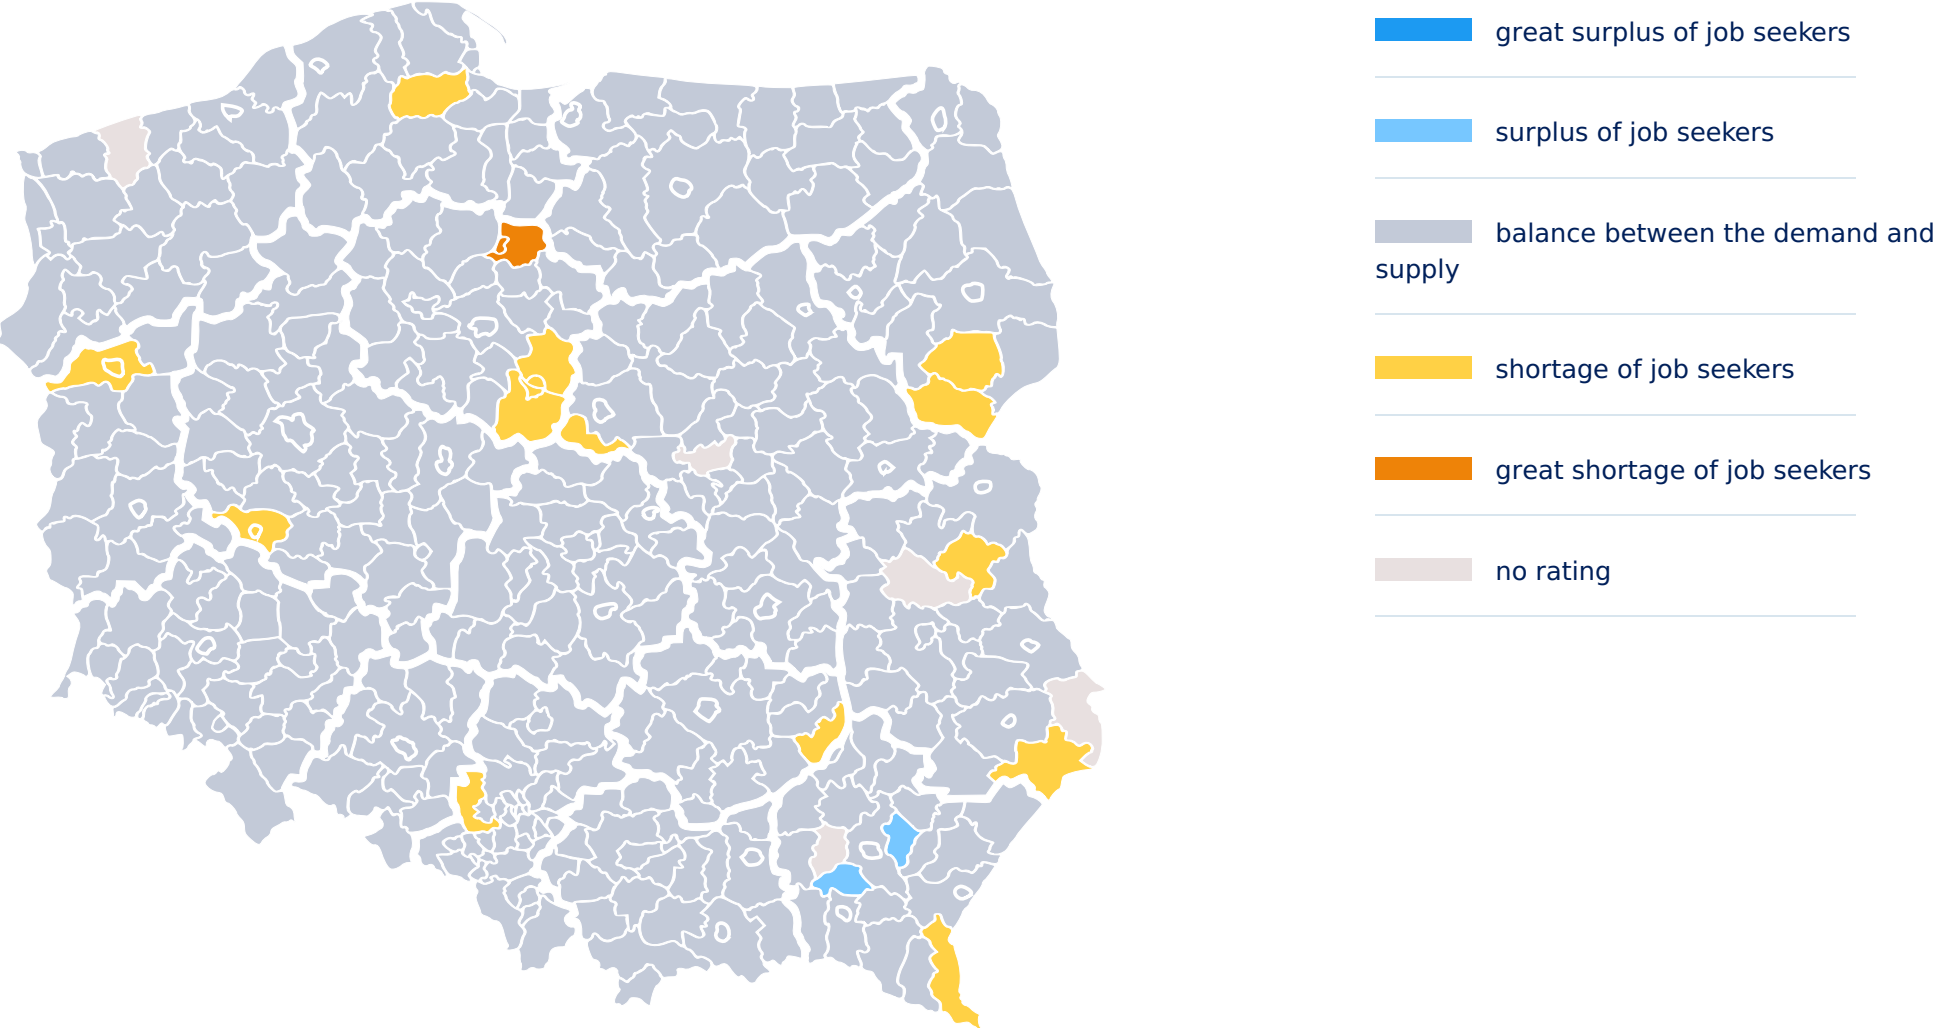 great surplus of job seekers
surplus of job seekers
balance between the demand and
supply
shortage of job seekers
great shortage of job seekers
no rating